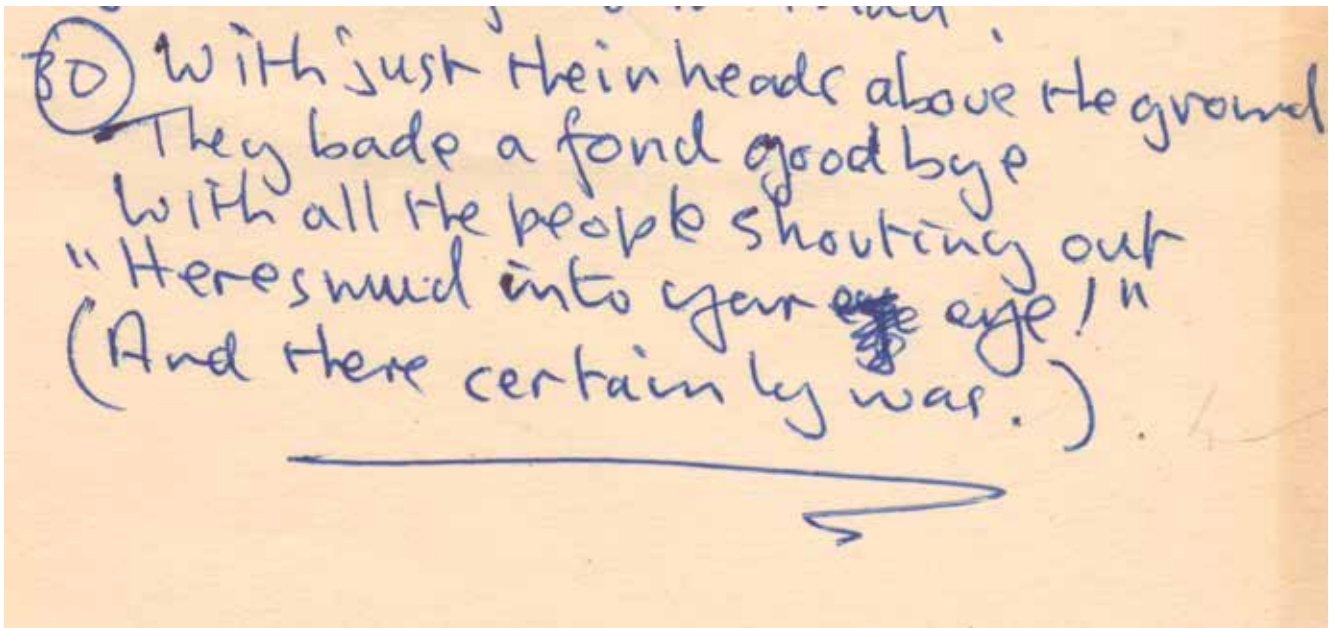 30 With just their heads above the ground
They bade a fond goodbye
With all the people shouting out
"Heres mud into your eye!"
(And there certainly was.).